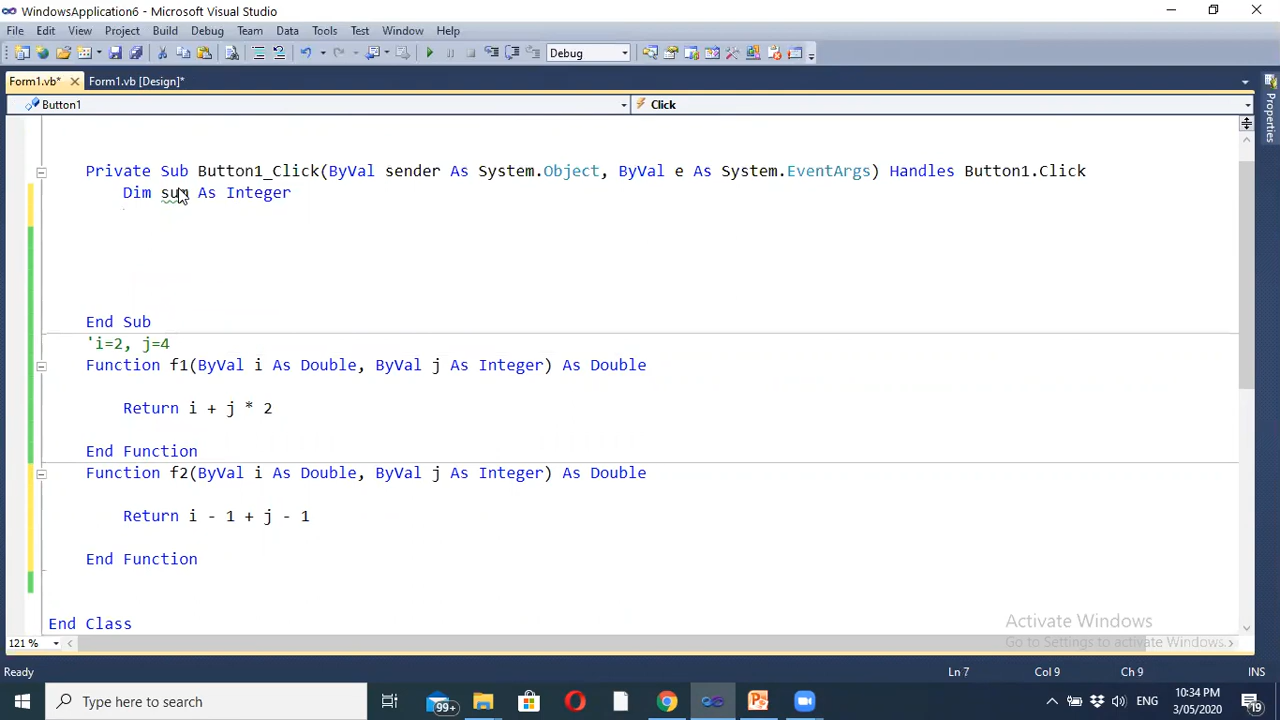 WindowsApplication6 - Microsoft Visual Studio
File Edit View Project Build Debug Team Data Tools Test Window Help
Debug
Form1.vb* Form1.vb [Design]*
Button1 Click
Properties
Private Sub Button1_Click(ByVal sender As System.Object, ByVal e As System.EventArgs) Handles Button1.Click
Dim sum As Integer
End Sub
'i=2, j=4
Function f1(ByVal i As Double, ByVal j As Integer) As Double
Return i + j * 2
End Function
Function f2(ByVal i As Double, ByVal j As Integer) As Double
Return i - 1 + j - 1
End Function
End Class
Activate Windows
Go to Settings to activate Windows.
121 %
Ready Ln 7 Col 9 Ch 9 INS
Type here to search 99+ ENG 10:34 PM
3/05/2020 19